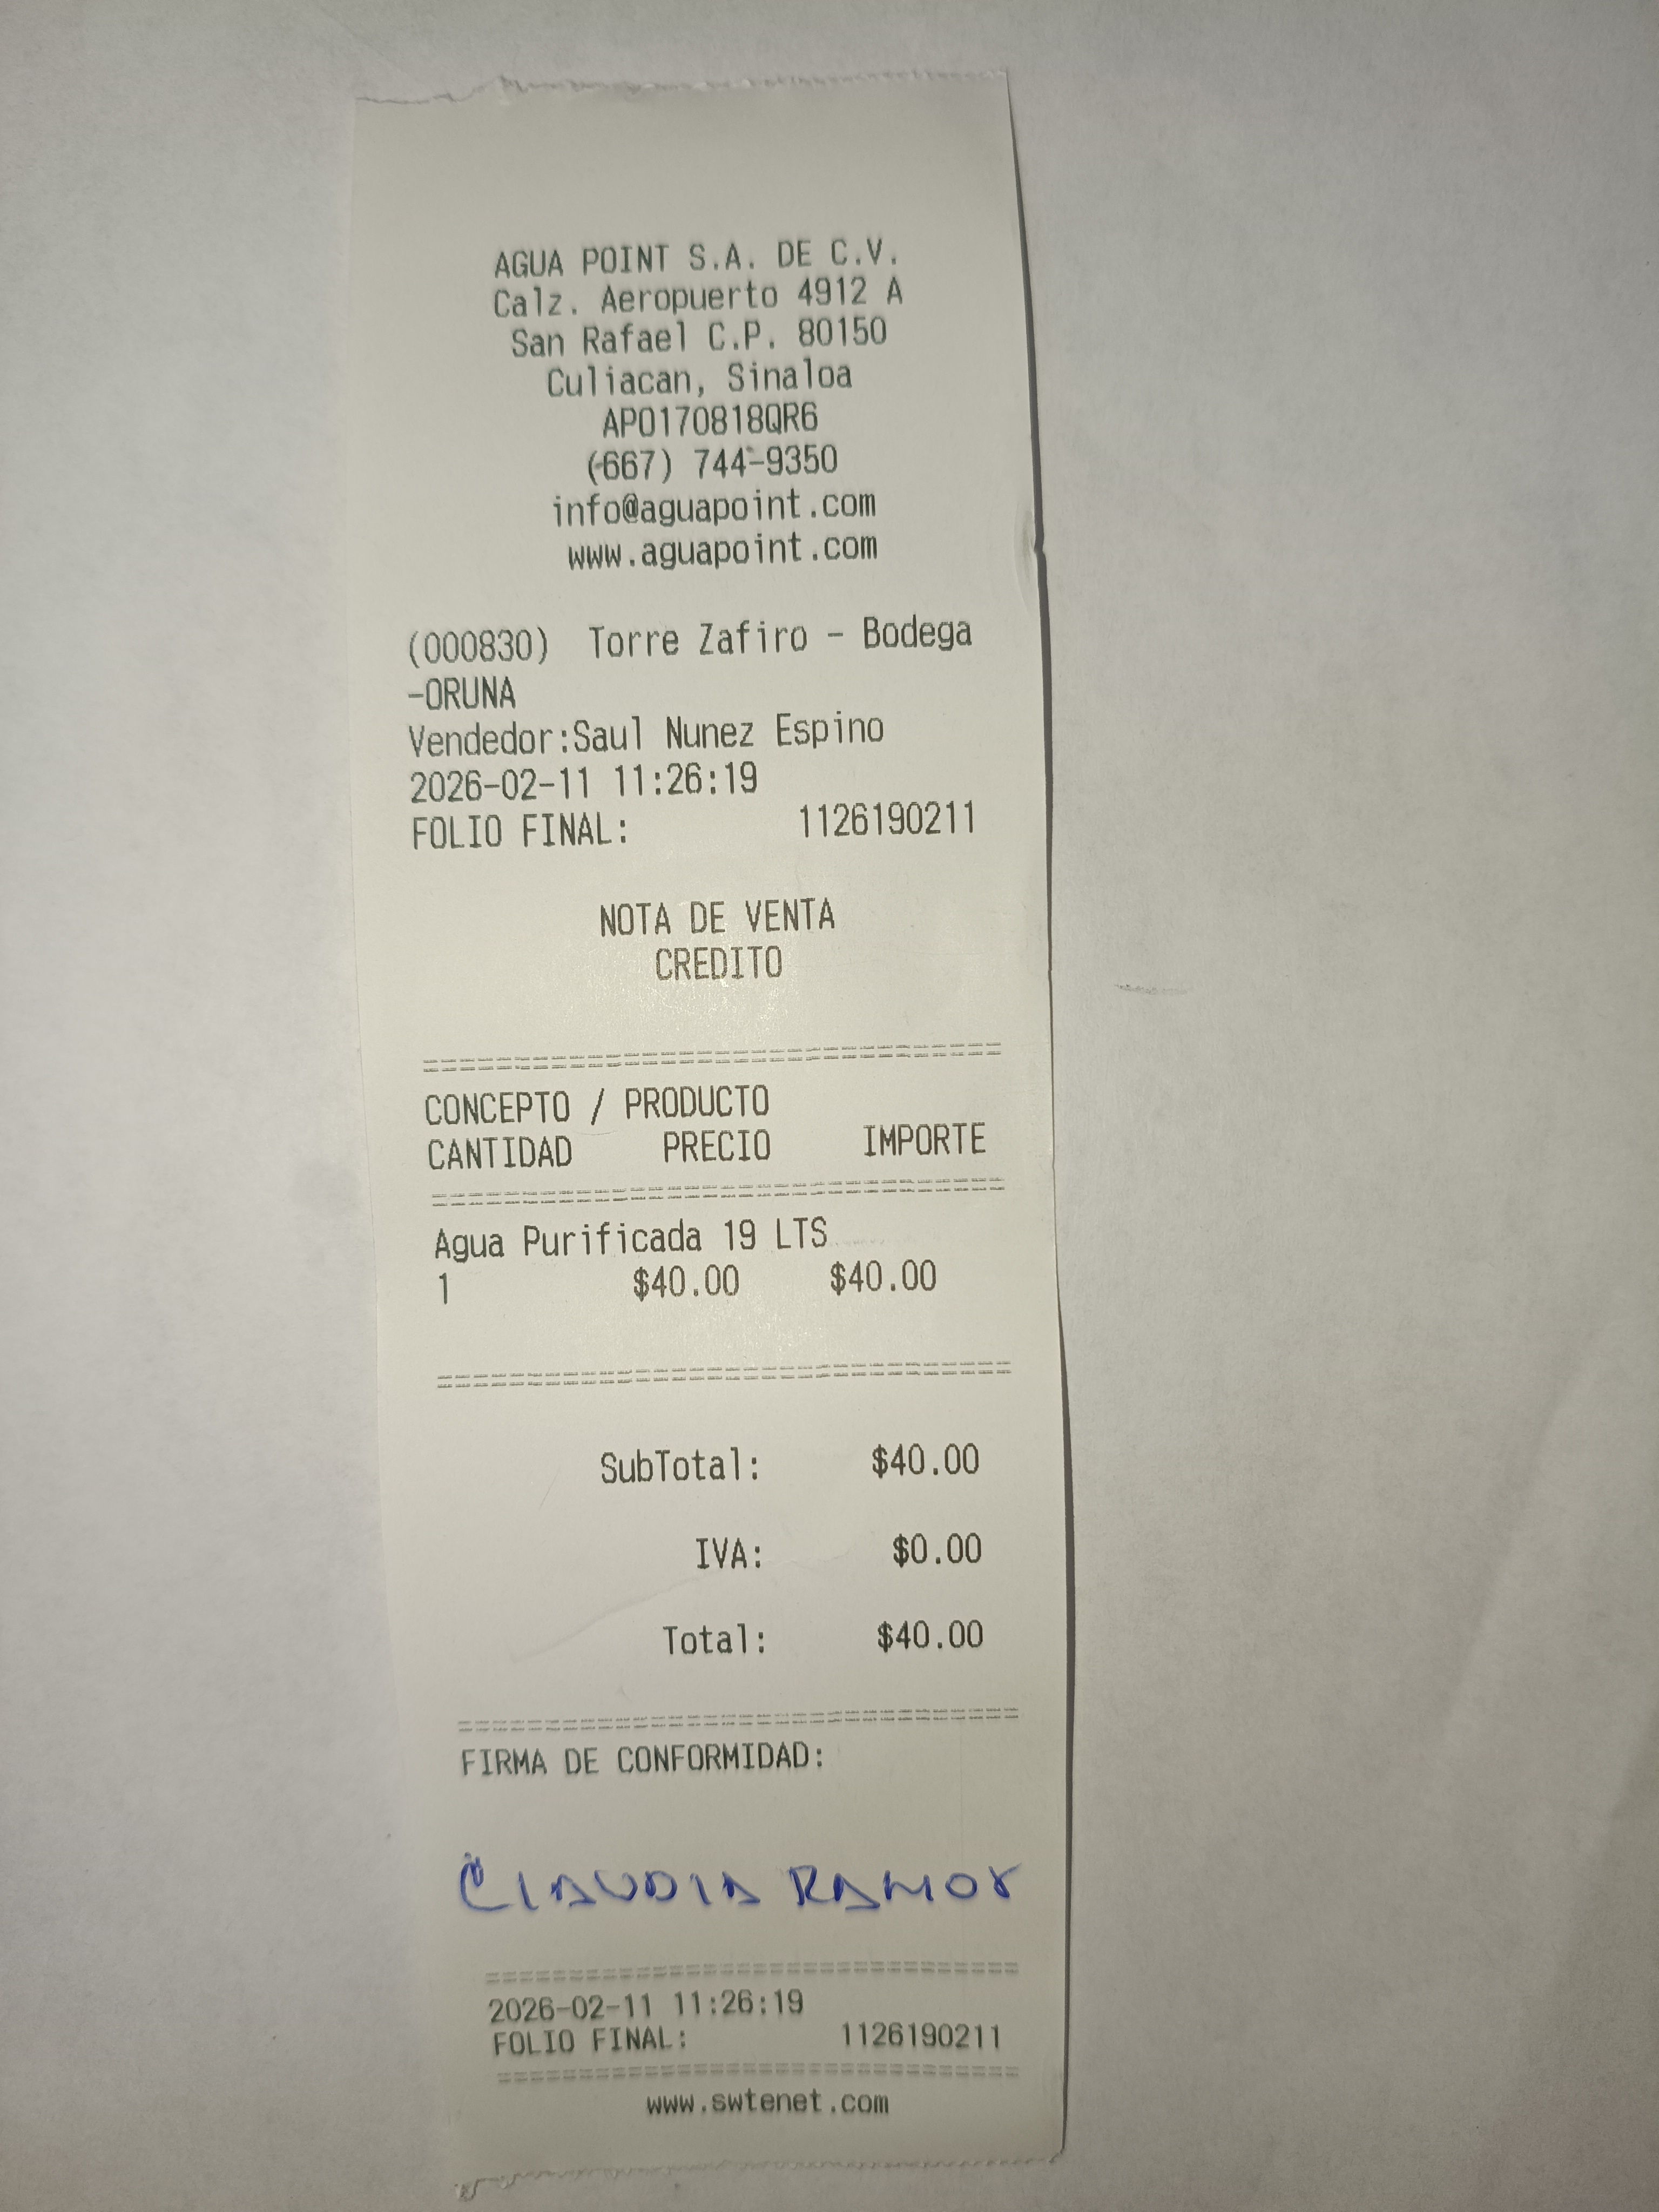 AGUA POINT S.A. DE C.V.
Calz. Aeropuerto 4912 A
San Rafael C.P. 80150
Culiacan, Sinaloa
APO170818QR6
(667) 744-9350
info@aguapoint.com
www.aguapoint.com
(000830) Torre Zafiro - Bodega
-ORUNA
Vendedor:Saul Nunez Espino
2026-02-11 11:26:19
FOLIO FINAL: 1126190211
NOTA DE VENTA
CREDITO
CONCEPTO / PRODUCTO
CANTIDAD PRECIO IMPORTE
Agua Purificada 19 LTS
1 $40.00 $40.00
SubTotal: $40.00
IVA: $0.00
Total: $40.00
FIRMA DE CONFORMIDAD:
CLAUDIA RAMOS
2026-02-11 11:26:19
FOLIO FINAL: 1126190211
www.swtenet.com